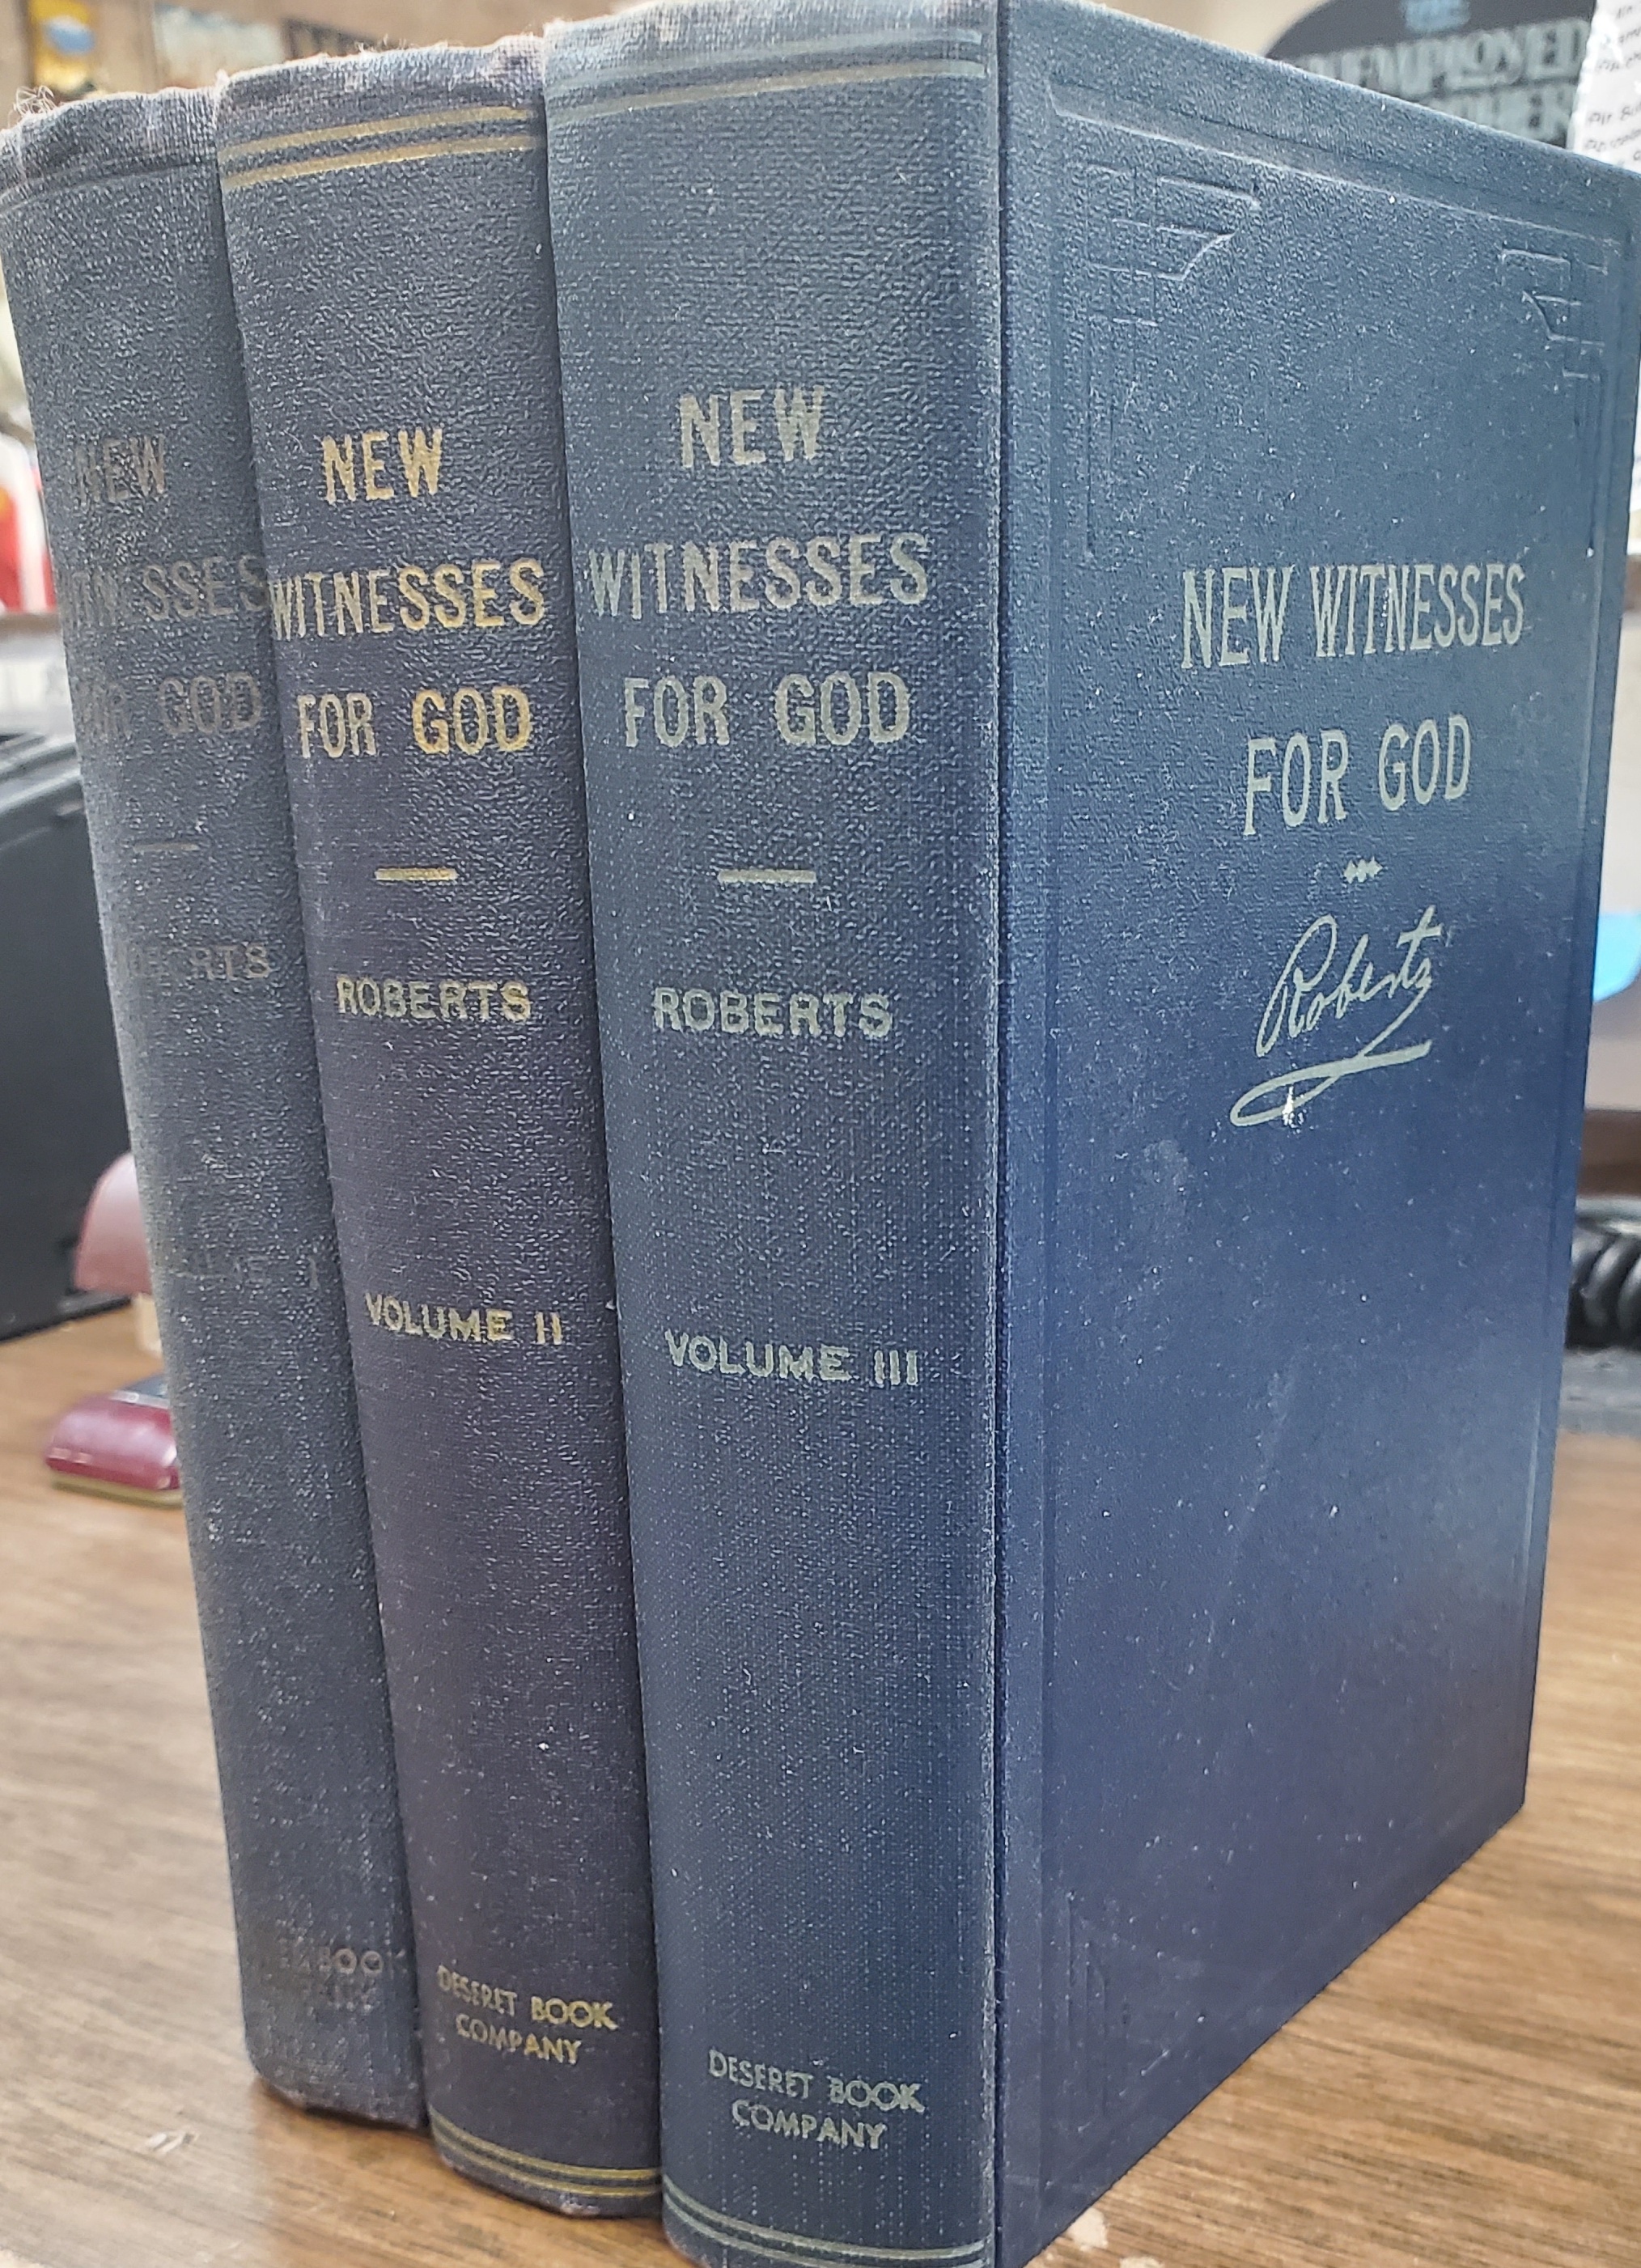 NEW
WITNESSES
FOR GOD
ROBERTS
NEW
WITNESSES
FOR GOD
ROBERTS
VOLUME II
DESERET BOOK
COMPANY
NEW
WITNESSES
FOR GOD
ROBERTS
VOLUME III
DESERET BOOK
COMPANY
NEW WITNESSES
FOR GOD
Roberts